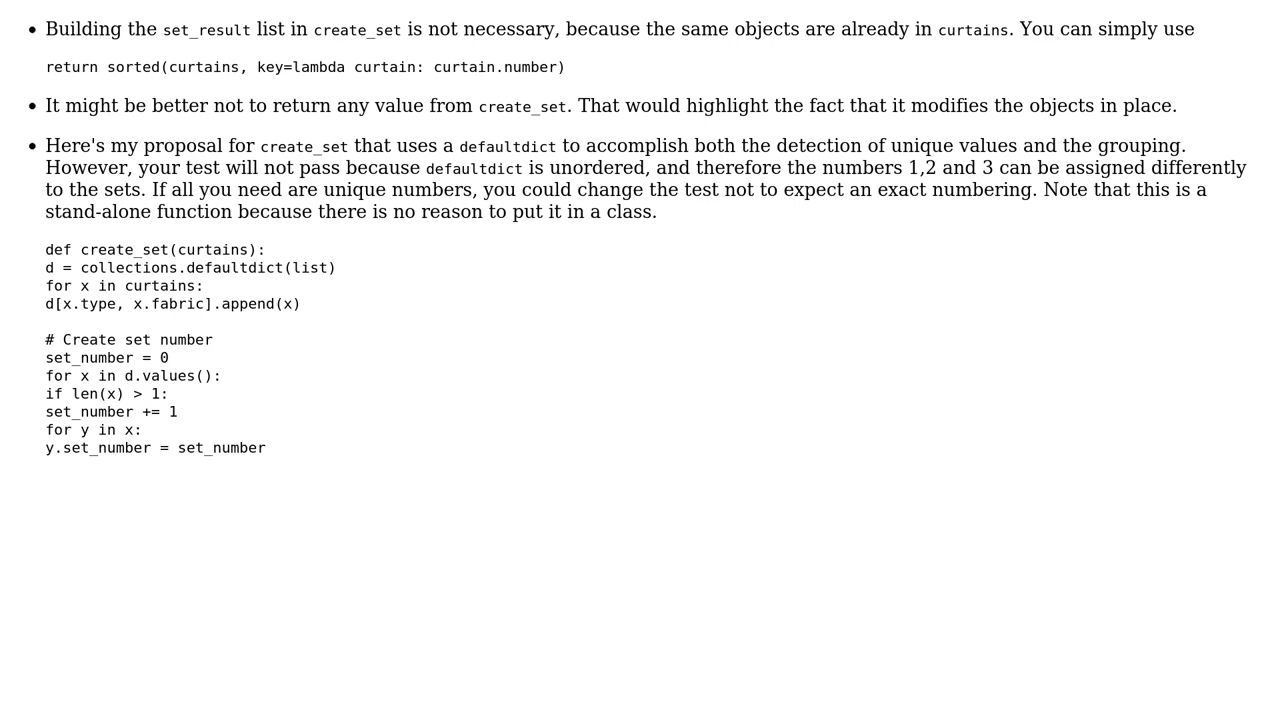 • Building the set_result list in create_set is not necessary, because the same objects are already in curtains. You can simply use
return sorted(curtains, key=lambda curtain: curtain.number)
• It might be better not to return any value from create_set. That would highlight the fact that it modifies the objects in place.
• Here's my proposal for create_set that uses a defaultdict to accomplish both the detection of unique values and the grouping.
However, your test will not pass because defaultdict is unordered, and therefore the numbers 1,2 and 3 can be assigned differently
to the sets. If all you need are unique numbers, you could change the test not to expect an exact numbering. Note that this is a
stand-alone function because there is no reason to put it in a class.
def create_set(curtains):
d = collections.defaultdict(list)
for x in curtains:
d[x.type, x.fabric].append(x)
# Create set number
set_number = 0
for x in d.values():
if len(x) > 1:
set_number += 1
for y in x:
y.set_number = set_number